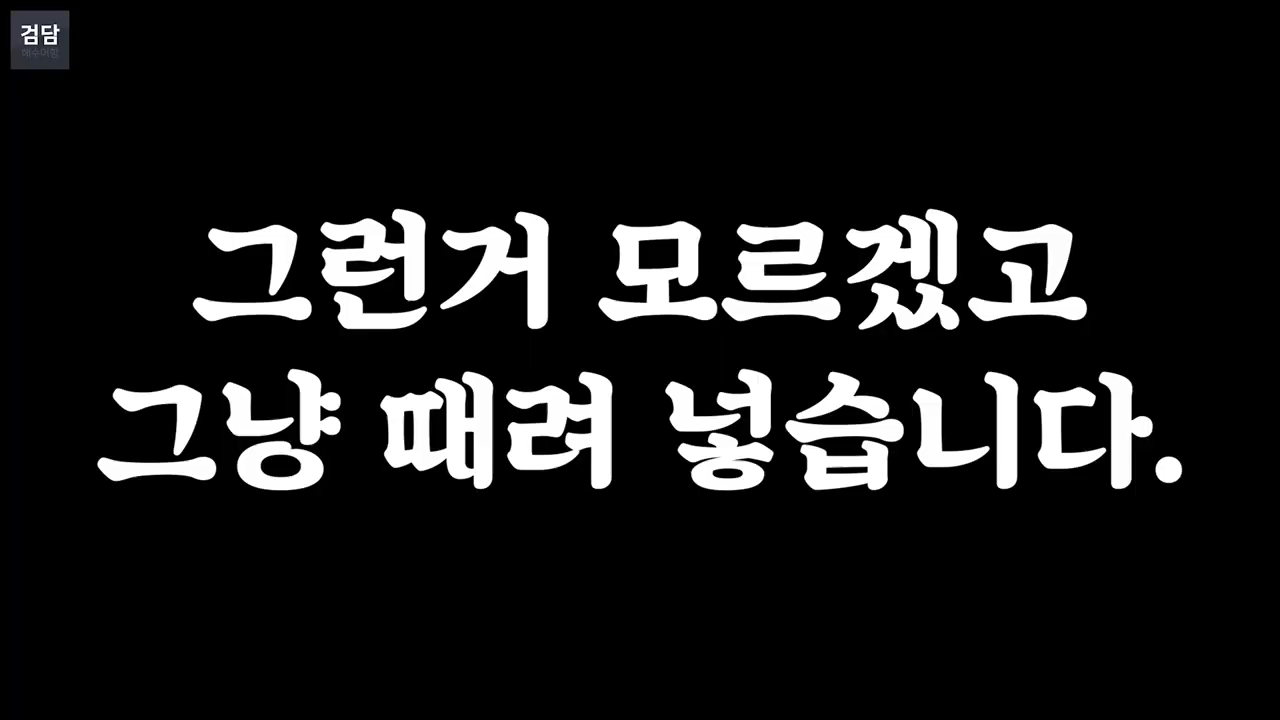 검담
그런거 모르겠고
그냥 때려 넣습니다.